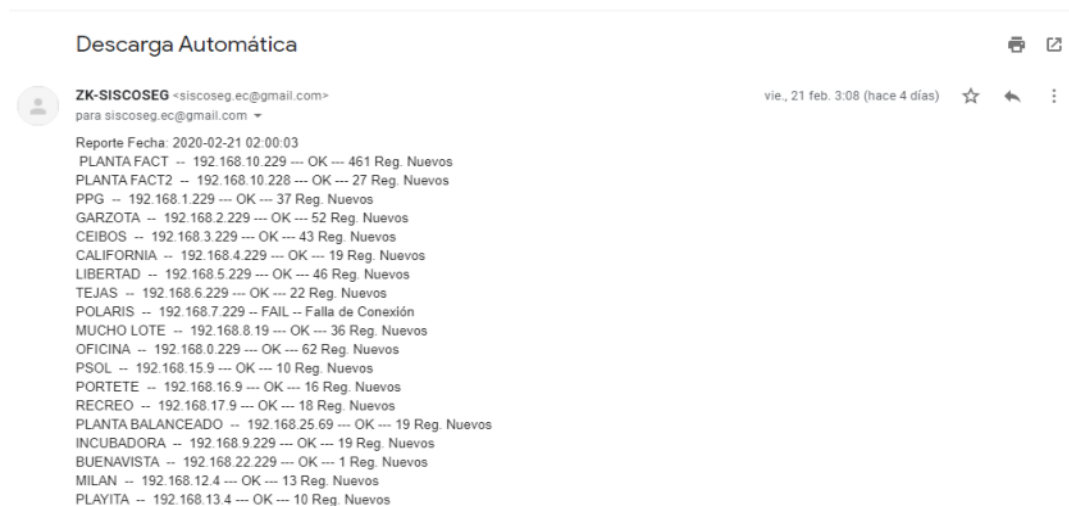 Descarga Automática
ZK-SISCOSEG <siscoseg.ec@gmail.com>
vie., 21 feb. 3:08 (hace 4 días)
para siscoseg.ec@gmail.com
Reporte Fecha: 2020-02-21 02:00:03
PLANTA FACT -- 192.168.10.229 --- OK --- 461 Reg. Nuevos
PLANTA FACT2 -- 192.168.10.228 --- OK --- 27 Reg. Nuevos
PPG -- 192.168.1.229 --- OK --- 37 Reg. Nuevos
GARZOTA -- 192.168.2.229 --- OK --- 52 Reg. Nuevos
CEIBOS -- 192.168.3.229 --- OK --- 43 Reg. Nuevos
CALIFORNIA -- 192.168.4.229 --- OK --- 19 Reg. Nuevos
LIBERTAD -- 192.168.5.229 --- OK --- 46 Reg. Nuevos
TEJAS -- 192.168.6.229 --- OK --- 22 Reg. Nuevos
POLARIS -- 192.168.7.229 -- FAIL -- Falla de Conexión
MUCHO LOTE -- 192.168.8.19 --- OK --- 36 Reg. Nuevos
OFICINA -- 192.168.0.229 --- OK --- 62 Reg. Nuevos
PSOL -- 192.168.15.9 --- OK --- 10 Reg. Nuevos
PORTETE -- 192.168.16.9 --- OK --- 16 Reg. Nuevos
RECREO -- 192.168.17.9 --- OK --- 18 Reg. Nuevos
PLANTA BALANCEADO -- 192.168.25.69 --- OK --- 19 Reg. Nuevos
INCUBADORA -- 192.168.9.229 --- OK --- 19 Reg. Nuevos
BUENAVISTA -- 192.168.22.229 --- OK --- 1 Reg. Nuevos
MILAN -- 192.168.12.4 --- OK --- 13 Reg. Nuevos
PLAYITA -- 192.168.13.4 --- OK --- 10 Reg. Nuevos